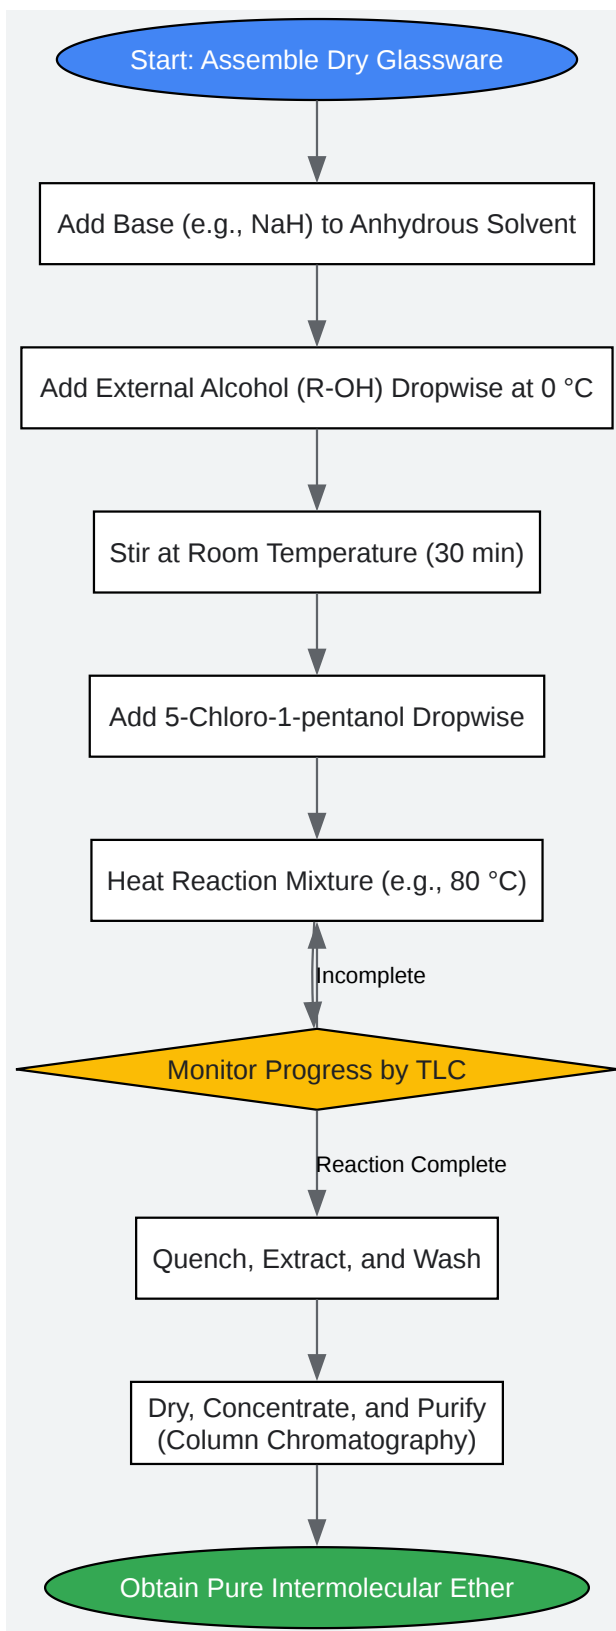 Start: Assemble Dry Glassware
Add Base (e.g., NaH) to Anhydrous Solvent
Add External Alcohol (R-OH) Dropwise at 0 °C
Stir at Room Temperature (30 min)
Add 5-Chloro-1-pentanol Dropwise
Heat Reaction Mixture (e.g., 80 °C)
Incomplete
Monitor Progress by TLC
Reaction Complete
Quench, Extract, and Wash
Dry, Concentrate, and Purify
(Column Chromatography)
Obtain Pure Intermolecular Ether